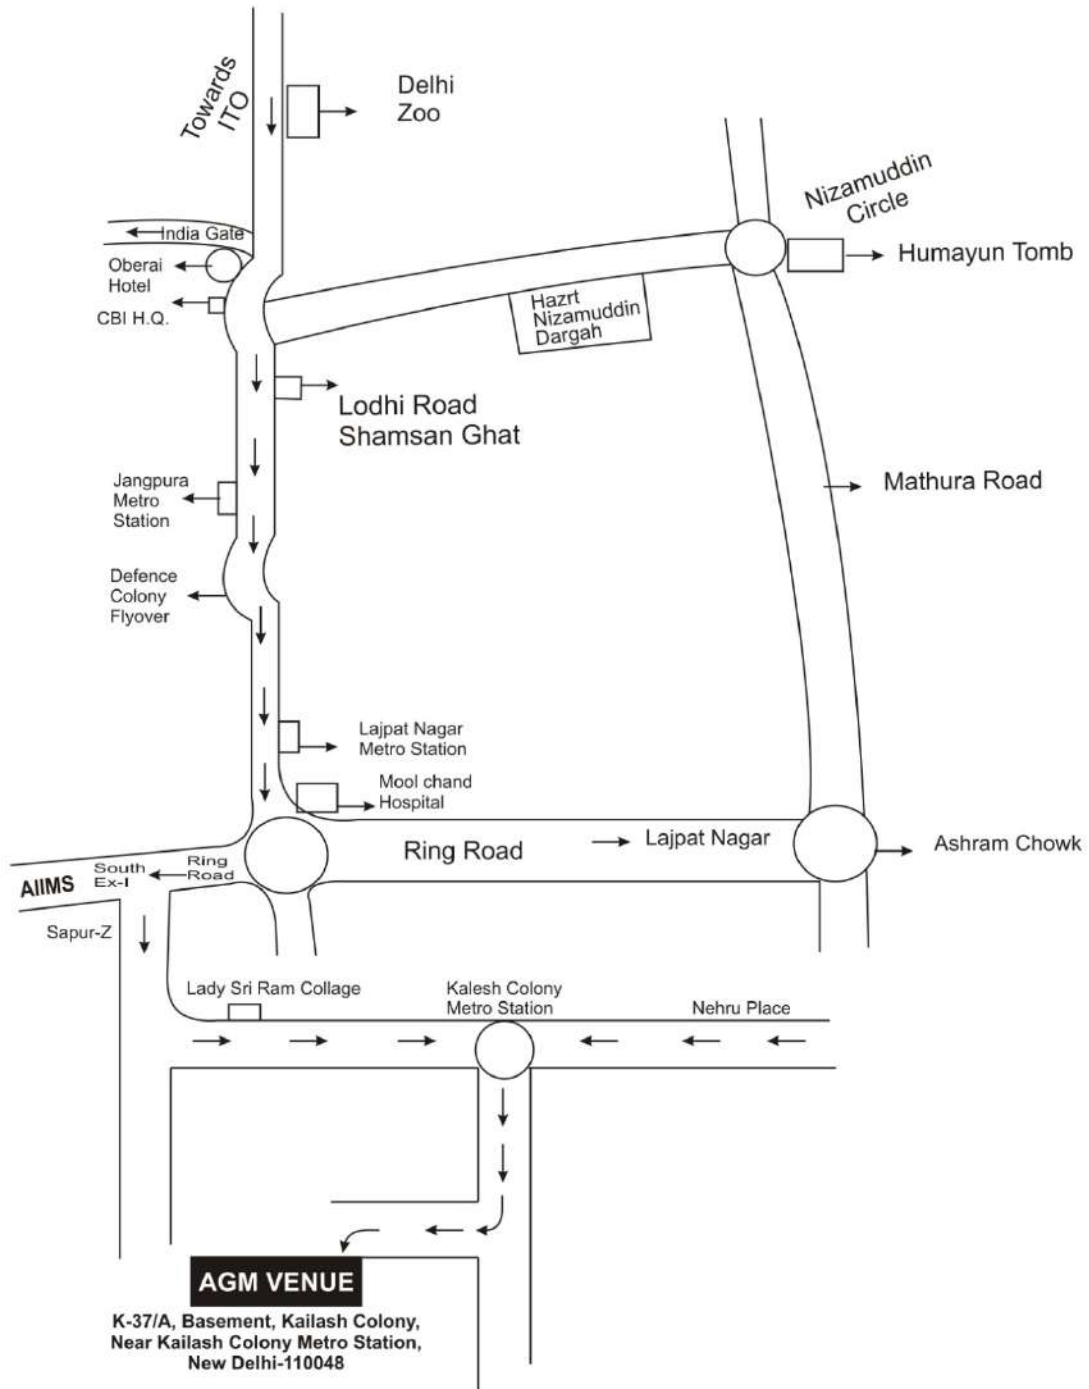 Towards
ITO
Delhi
Zoo
Nizamuddin
Circle
India Gate
Oberai
Hotel
Humayun Tomb
CBI H.Q.
Hazrt
Nizamuddin
Dargah
Lodhi Road
Shamsan Ghat
Jangpura
Metro
Station
Mathura Road
Defence
Colony
Flyover
Lajpat Nagar
Metro Station
Mool chand
Hospital
Ring Road
Lajpat Nagar
Ashram Chowk
AIIMS
South
Ex-I
Ring
Road
Sapur-Z
Lady Sri Ram Collage
Kalesh Colony
Metro Station
Nehru Place
AGM VENUE
K-37/A, Basement, Kailash Colony,
Near Kailash Colony Metro Station,
New Delhi-110048